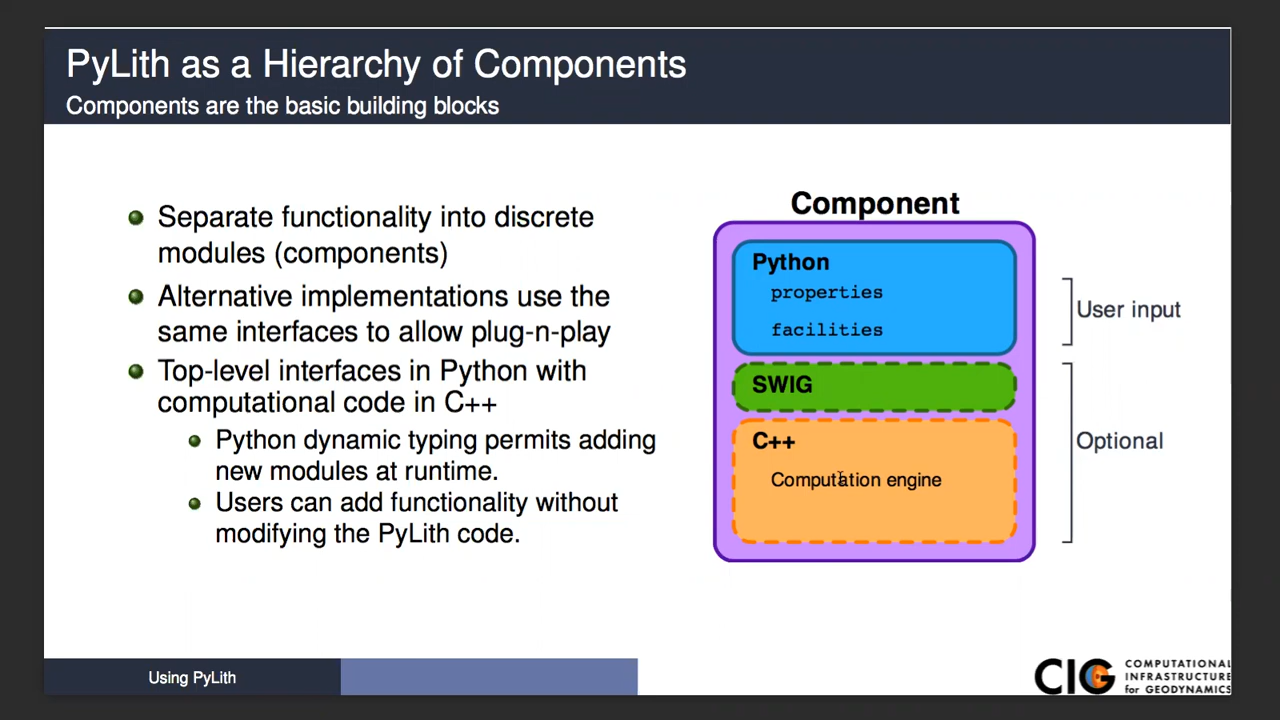 PyLith as a Hierarchy of Components
Components are the basic building blocks
Separate functionality into discrete
modules (components)
Alternative implementations use the
same interfaces to allow plug-n-play
Top-level interfaces in Python with
computational code in C++
Python dynamic typing permits adding
new modules at runtime.
Users can add functionality without
modifying the PyLith code.
Component
Python
properties
facilities
User input
SWIG
C++
Computation engine
Optional
Using PyLith
CIG
COMPUTATIONAL
INFRASTRUCTURE
for GEODYNAMICS